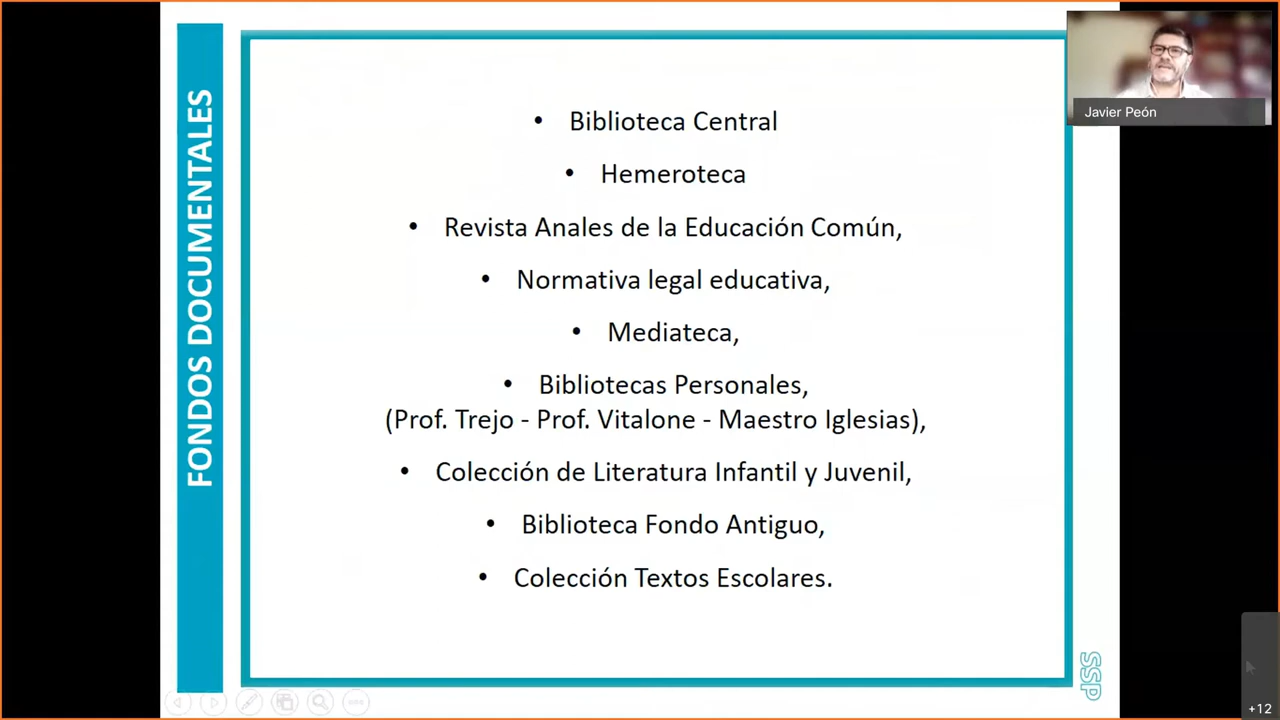 FONDOS DOCUMENTALES
• Biblioteca Central
• Hemeroteca
• Revista Anales de la Educación Común,
• Normativa legal educativa,
• Mediateca,
• Bibliotecas Personales,
(Prof. Trejo - Prof. Vitalone - Maestro Iglesias),
• Colección de Literatura Infantil y Juvenil,
• Biblioteca Fondo Antiguo,
• Colección Textos Escolares.
Javier Peón
SSP
+12